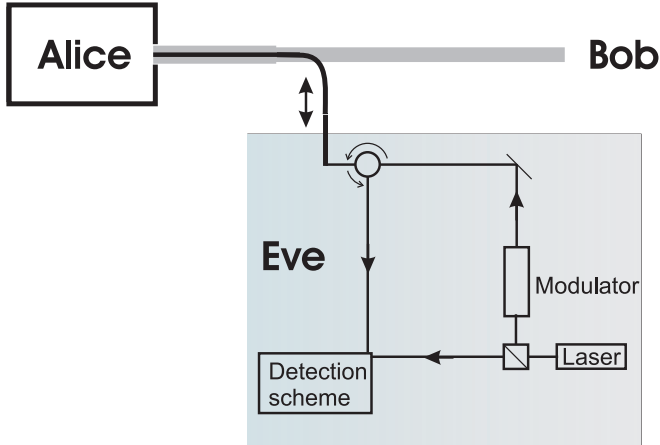 Alice
Bob
Eve
Modulator
Laser
Detection
scheme